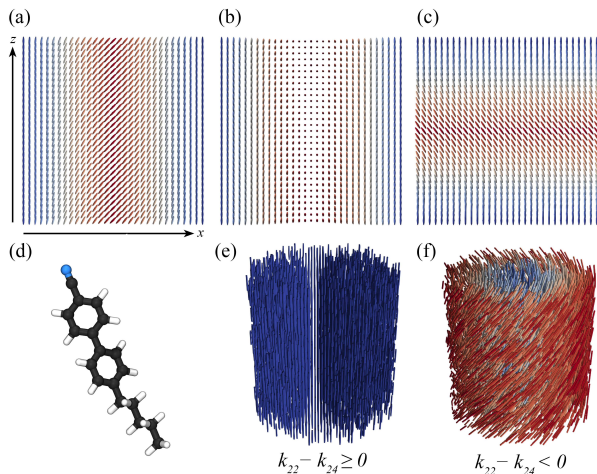 (a)
(b)
(c)
z
x
(d)
(e)
(f)
k22 − k24 ≥ 0
k22 − k24 < 0